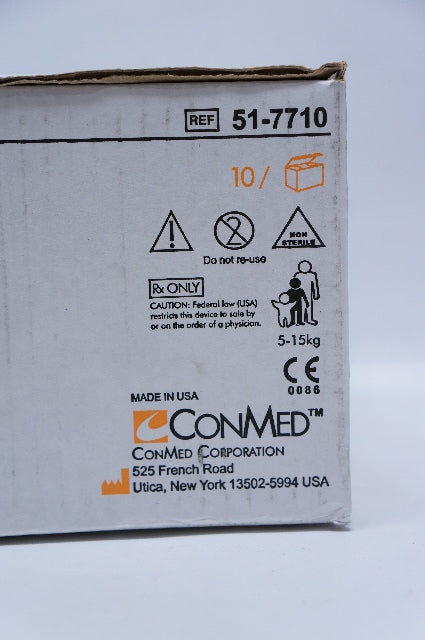 REF 51-7710
10/
2
NON
STERILE
Do not re-use
Rx ONLY
CAUTION: Federal law (USA)
restricts this device to sale by
or on the order of a physician.
5-15kg
CE
0086
MADE IN USA
CONMED™
CONMED CORPORATION
525 French Road
Utica, New York 13502-5994 USA